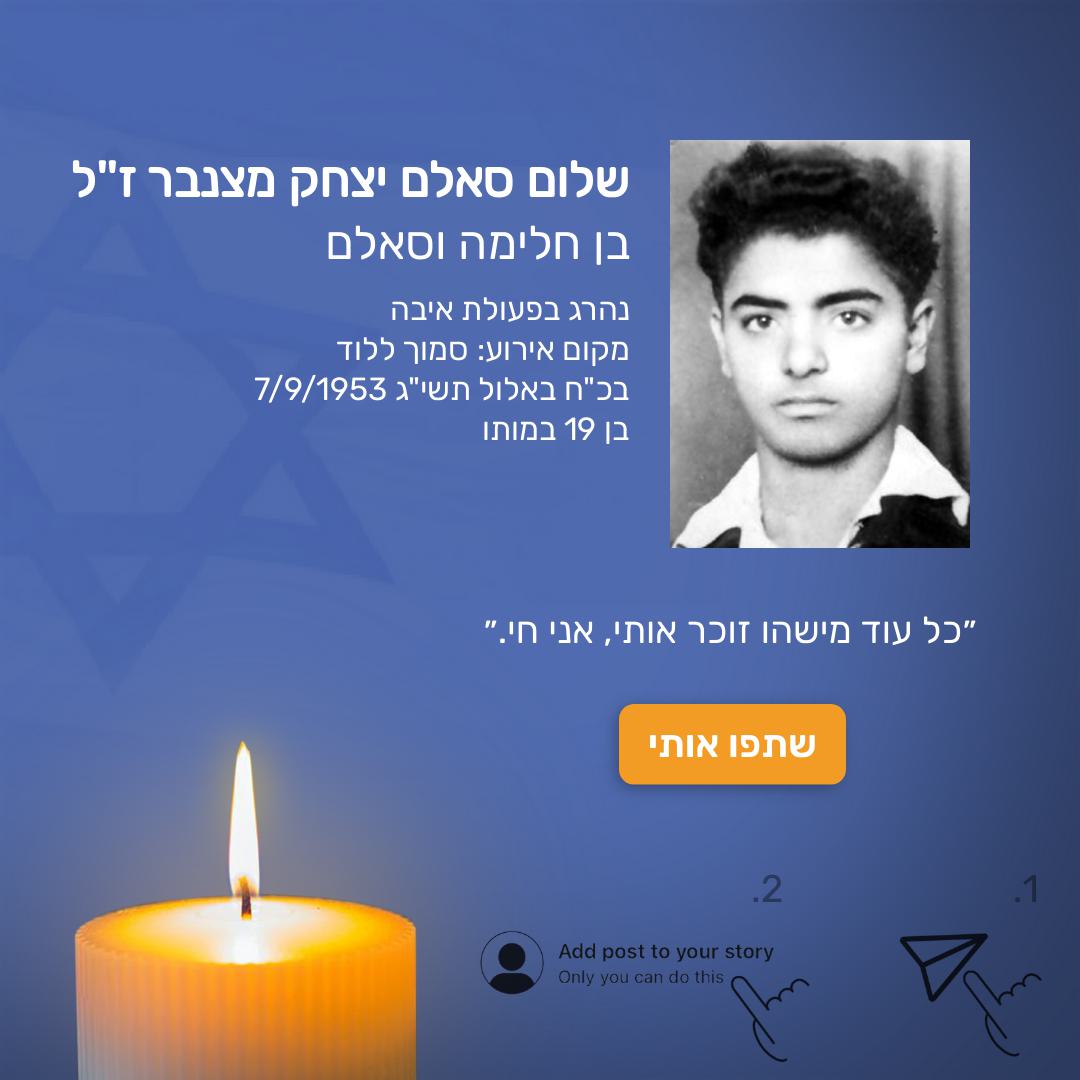 שלום סאלם יצחק מצנבר ז"ל
בן חלימה וסאלם
נהרג בפעולת איבה
מקום אירוע: סמוך ללוד
בכ"ח באלול תשי"ג 7/9/1953
בן 19 במותו
״כל עוד מישהו זוכר אותי, אני חי.״
שתפו אותי
.1
.2
Add post to your story
Only you can do this